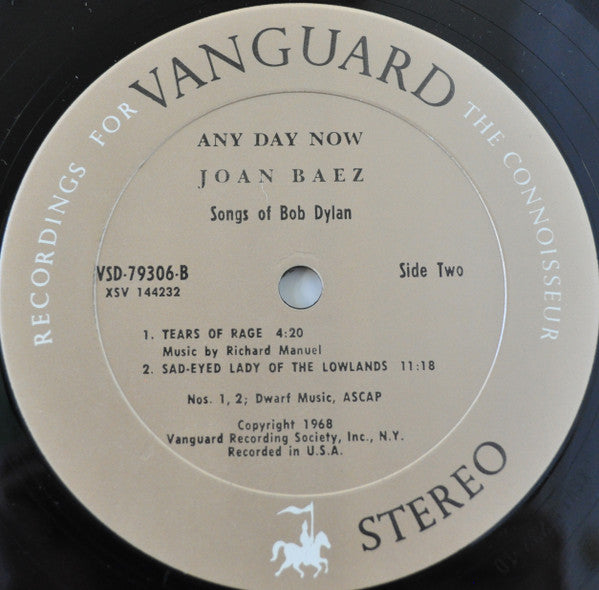 RECORDINGS FOR VANGUARD THE CONNOISSEUR
ANY DAY NOW
JOAN BAEZ
Songs of Bob Dylan
VSD-79306-B Side Two
XSV 144232
1. TEARS OF RAGE 4:20
Music by Richard Manuel
2. SAD-EYED LADY OF THE LOWLANDS 11:18
Nos. 1, 2; Dwarf Music, ASCAP
Copyright 1968
Vanguard Recording Society, Inc., N.Y.
Recorded in U.S.A.
STEREO